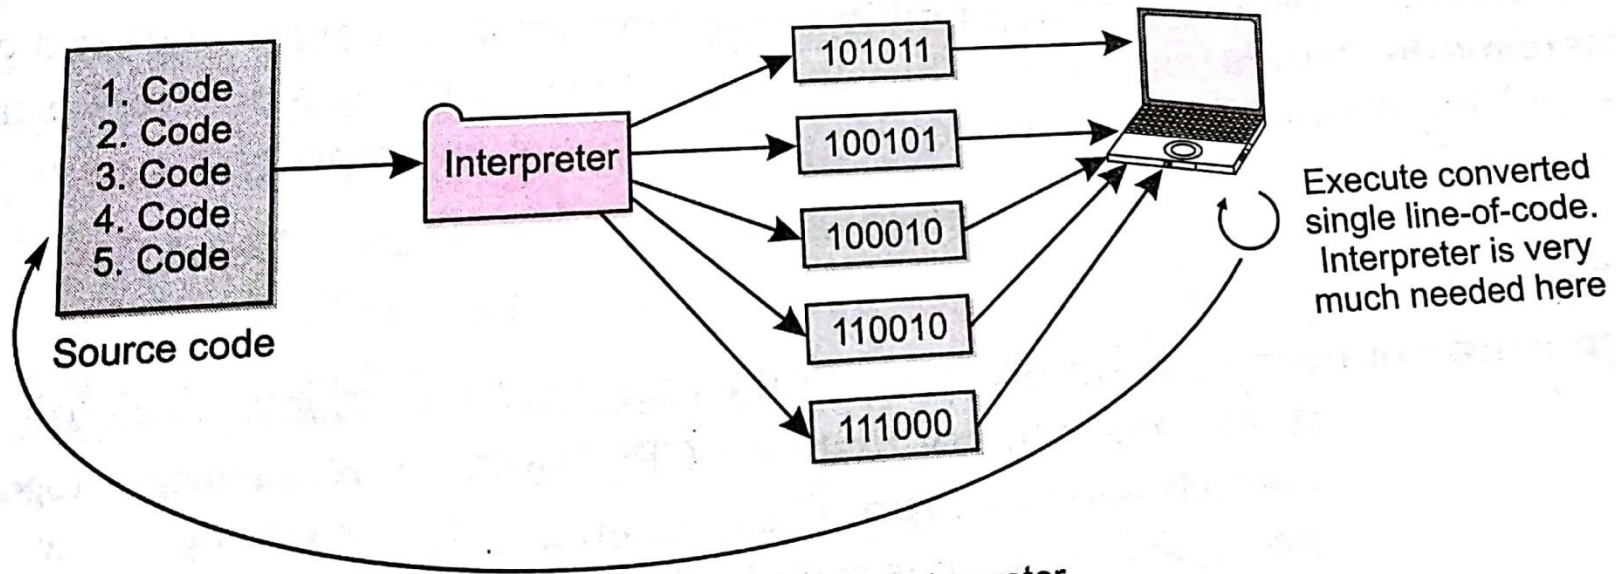 1. Code
2. Code
3. Code
4. Code
5. Code
Source code
Interpreter
101011
100101
100010
110010
111000
Execute converted
single line-of-code.
Interpreter is very
much needed here